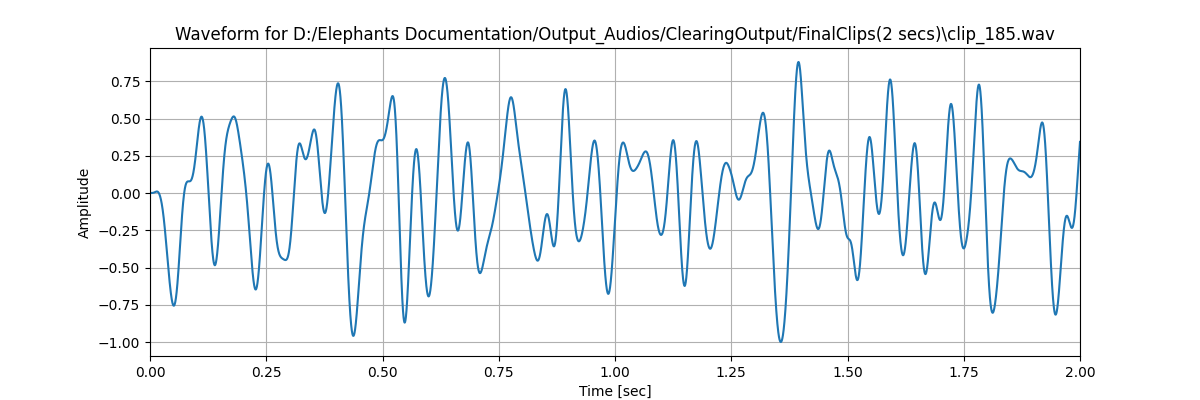 Waveform for D:/Elephants Documentation/Output_Audios/ClearingOutput/FinalClips(2 secs)\clip_185.wav
Amplitude
0.75
0.50
0.25
0.00
−0.25
−0.50
−0.75
−1.00
0.00 0.25 0.50 0.75 1.00 1.25 1.50 1.75 2.00
Time [sec]